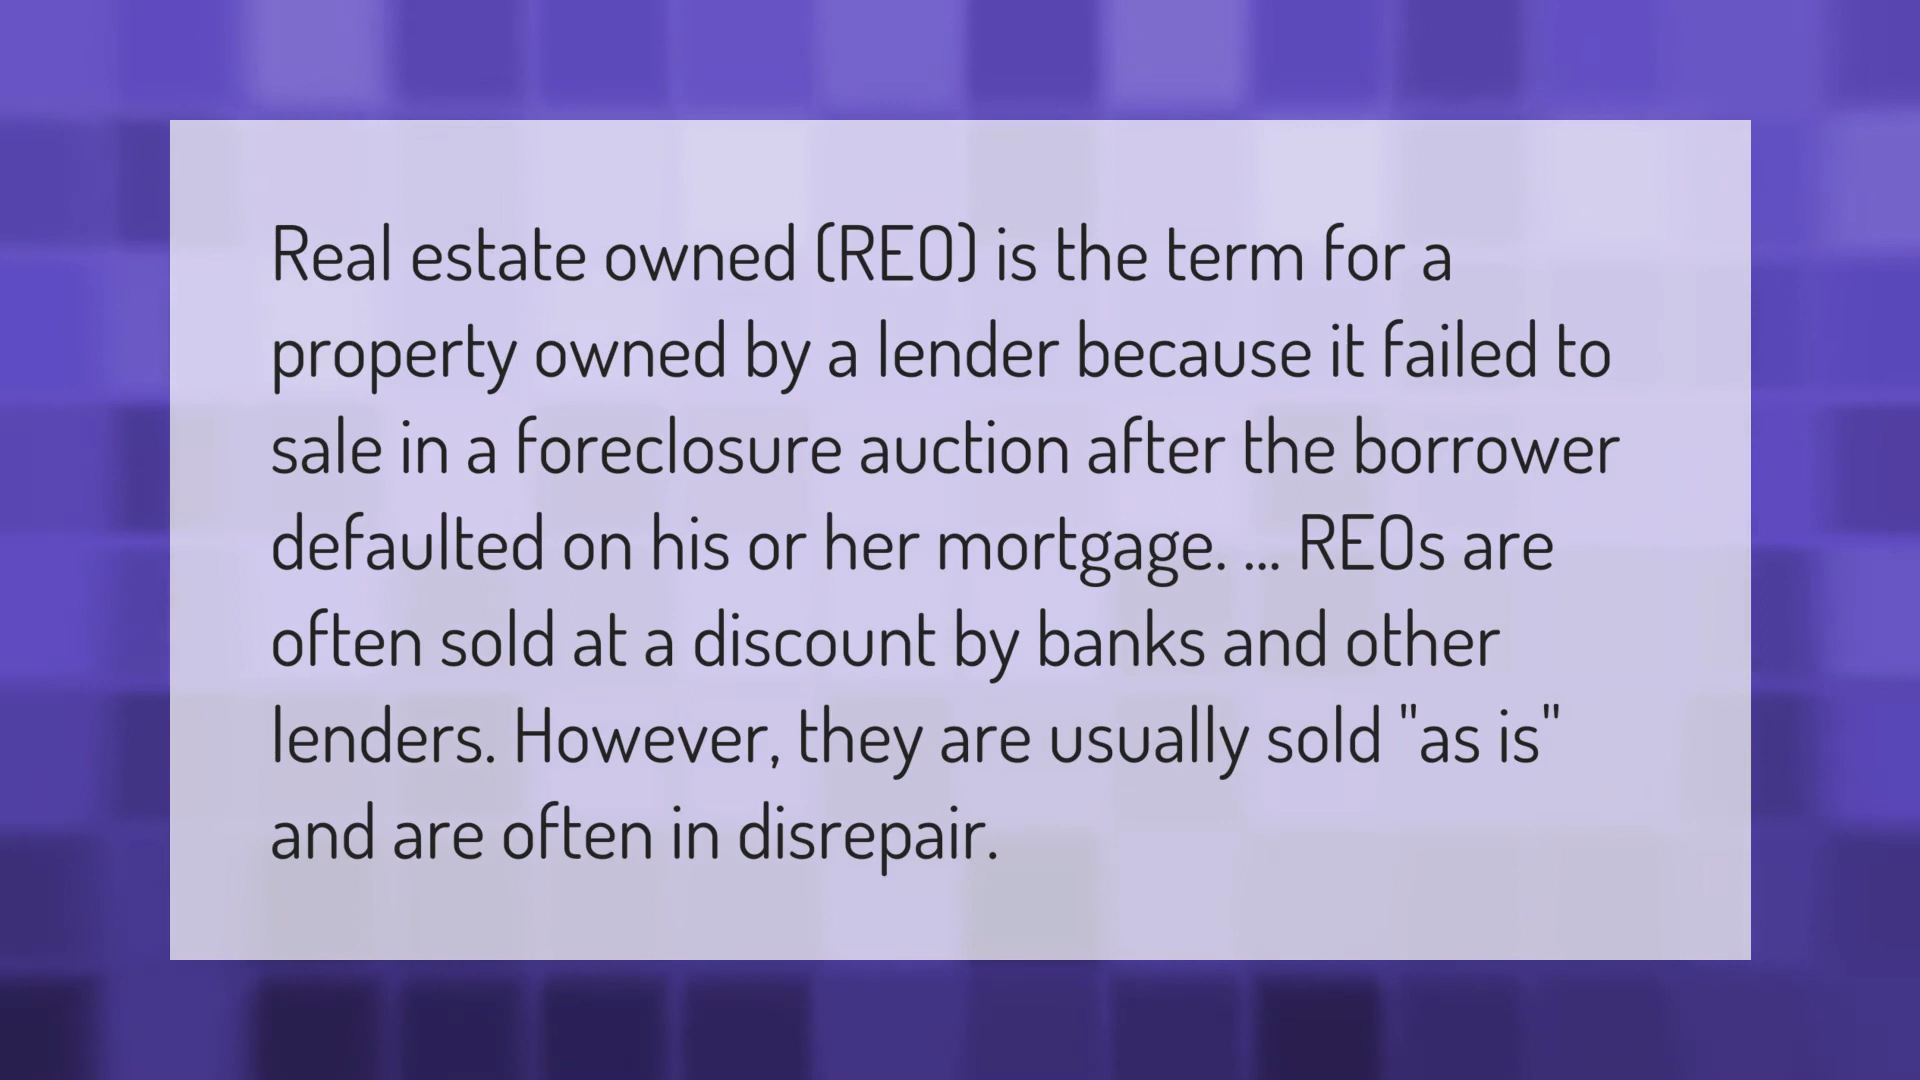 Real estate owned (REO) is the term for a
property owned by a lender because it failed to
sale in a foreclosure auction after the borrower
defaulted on his or her mortgage. ... REOs are
often sold at a discount by banks and other
lenders. However, they are usually sold "as is"
and are often in disrepair.